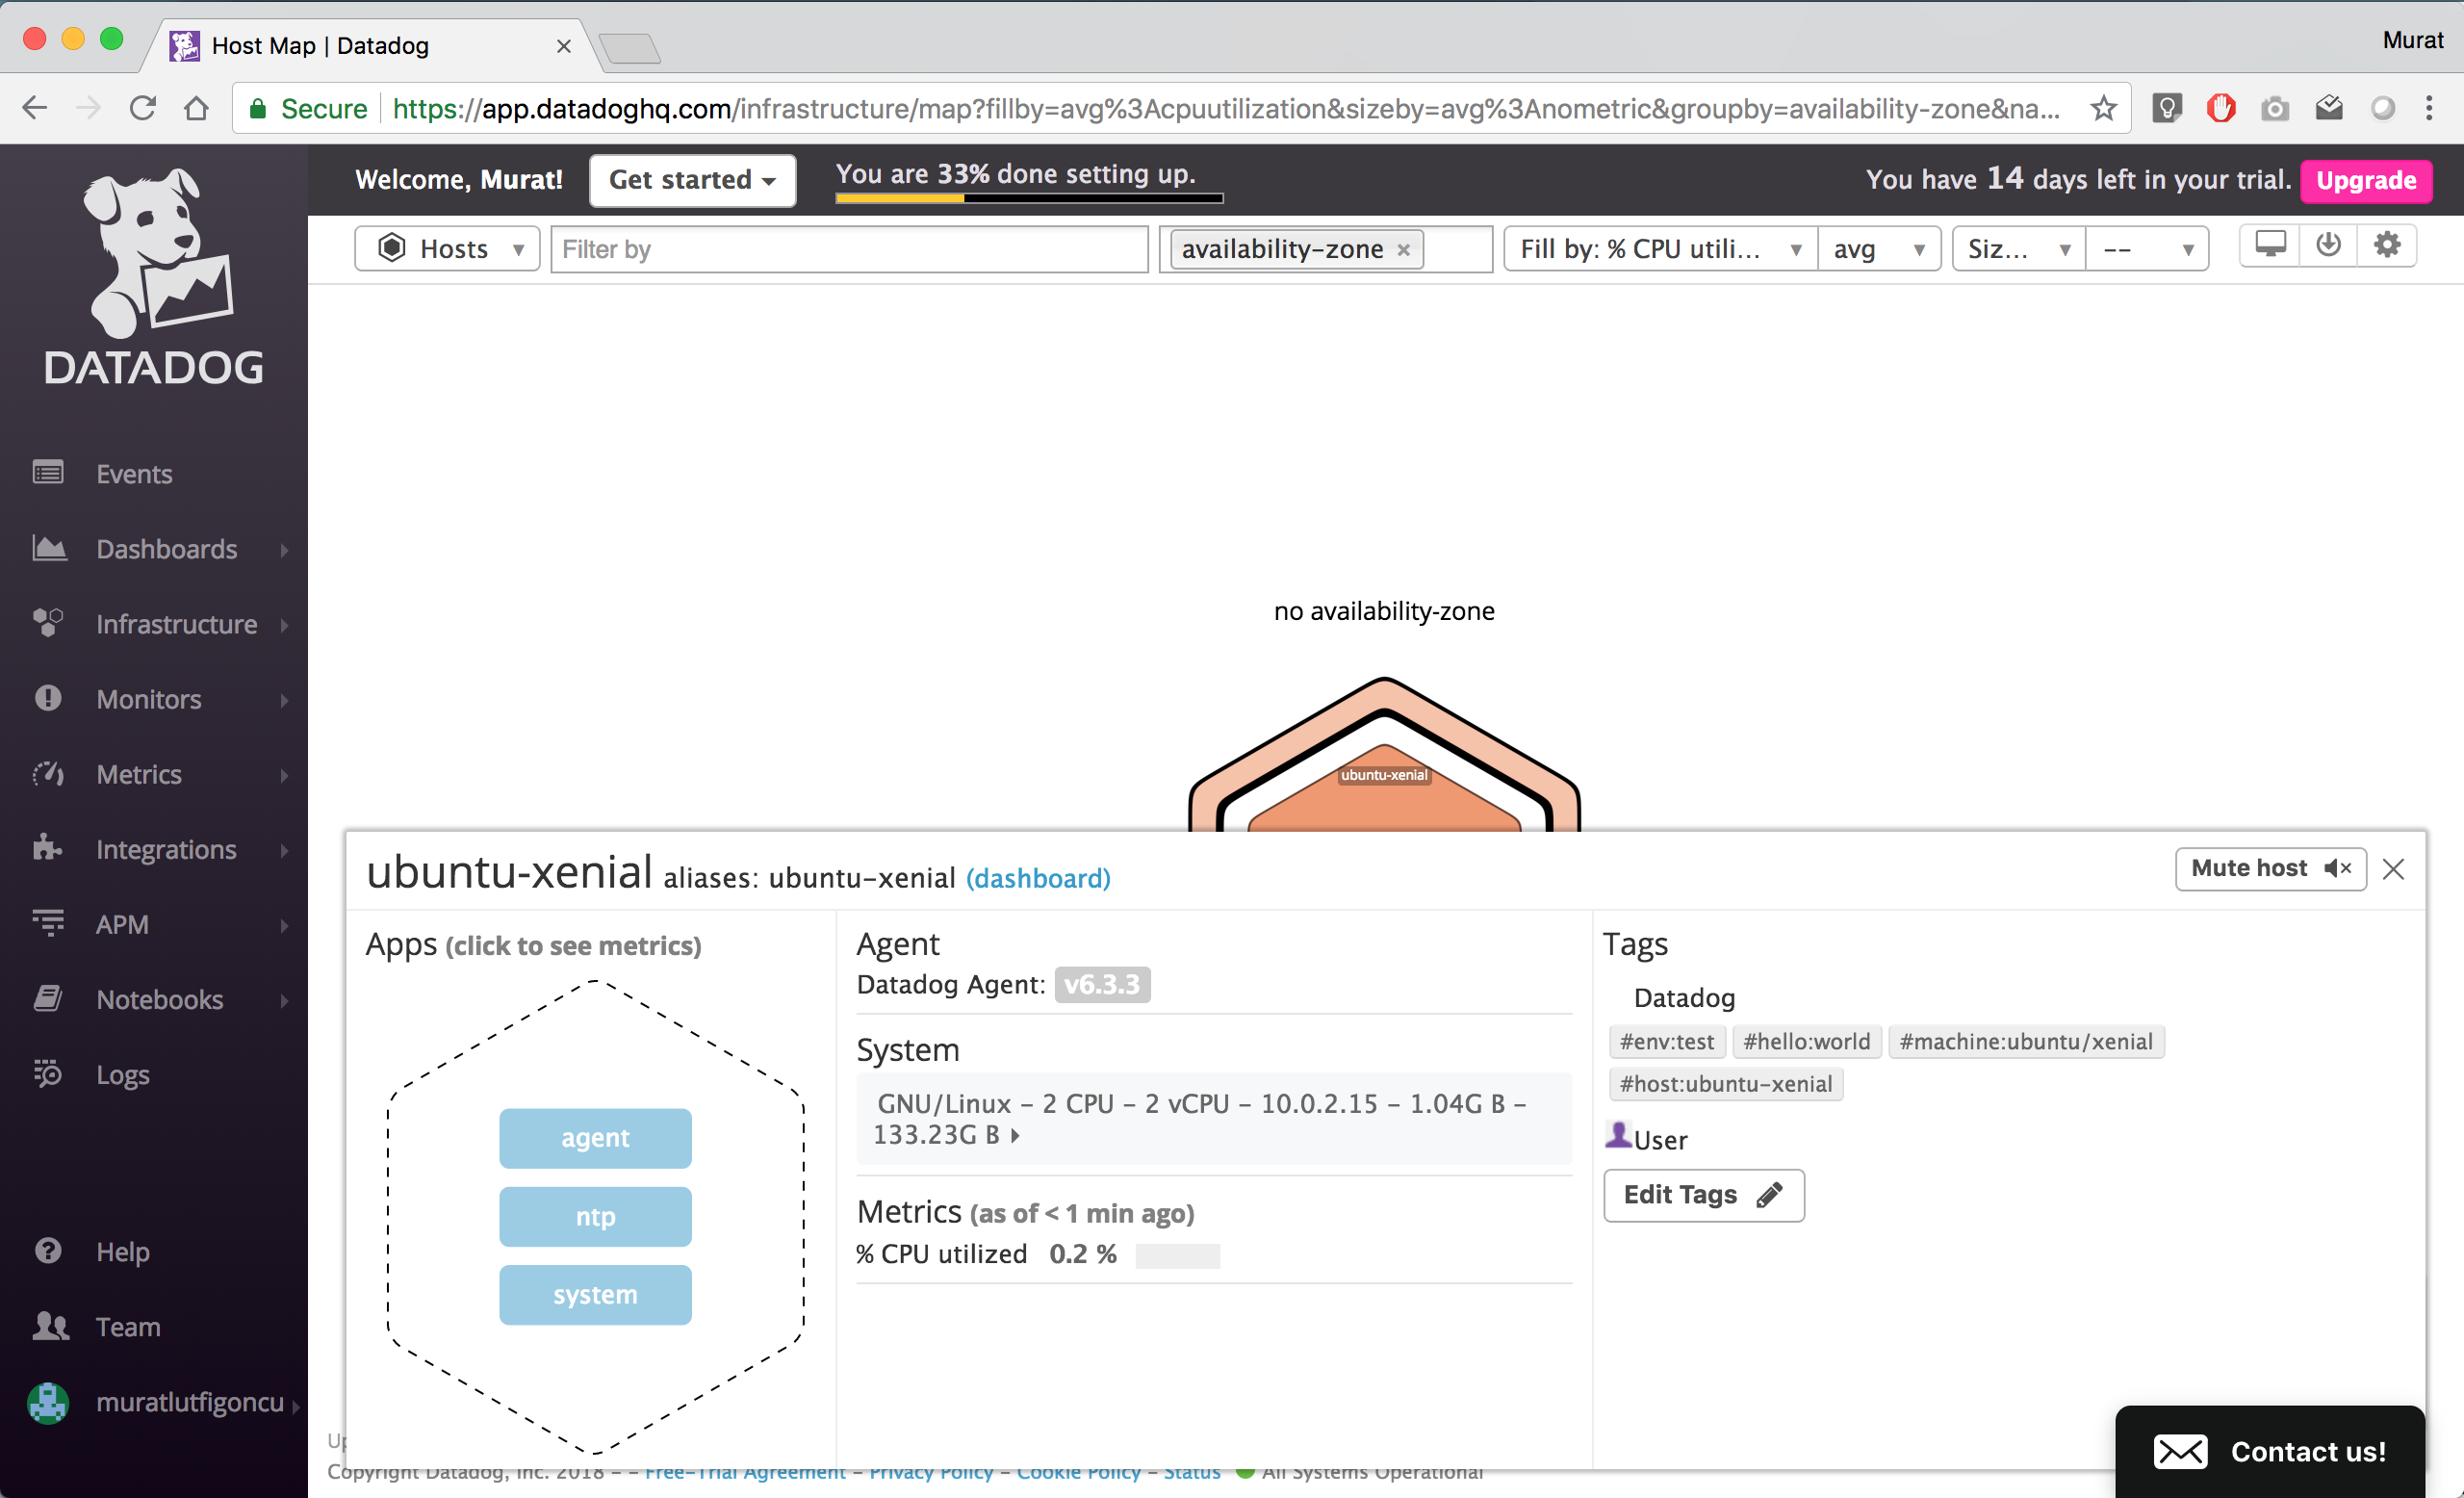 Host Map | Datadog
Murat
Secure
https://app.datadoghq.com/infrastructure/map?fillby=avg%3Acpuutilization&sizeby=avg%3Anometric&groupby=availability-zone&na...
DATADOG
Welcome, Murat!
Get started
You are 33% done setting up.
You have 14 days left in your trial.
Upgrade
Hosts
Filter by
availability-zone ×
Fill by: % CPU utili...
avg
Siz...
--
Events
Dashboards
Infrastructure
Monitors
Metrics
Integrations
APM
Notebooks
Logs
Help
Team
muratlutfigoncu
no availability-zone
ubuntu-xenial
ubuntu-xenial aliases: ubuntu-xenial (dashboard)
Mute host
Apps (click to see metrics)
agent
ntp
system
Agent
Datadog Agent: v6.3.3
System
GNU/Linux - 2 CPU - 2 vCPU - 10.0.2.15 - 1.04G B -
133.23G B
Metrics (as of < 1 min ago)
% CPU utilized 0.2 %
Tags
Datadog
#env:test #hello:world #machine:ubuntu/xenial
#host:ubuntu-xenial
User
Edit Tags
Copyright Datadog, Inc. 2018 - - Free-Trial Agreement - Privacy Policy - Cookie Policy - Status All Systems Operational
Contact us!